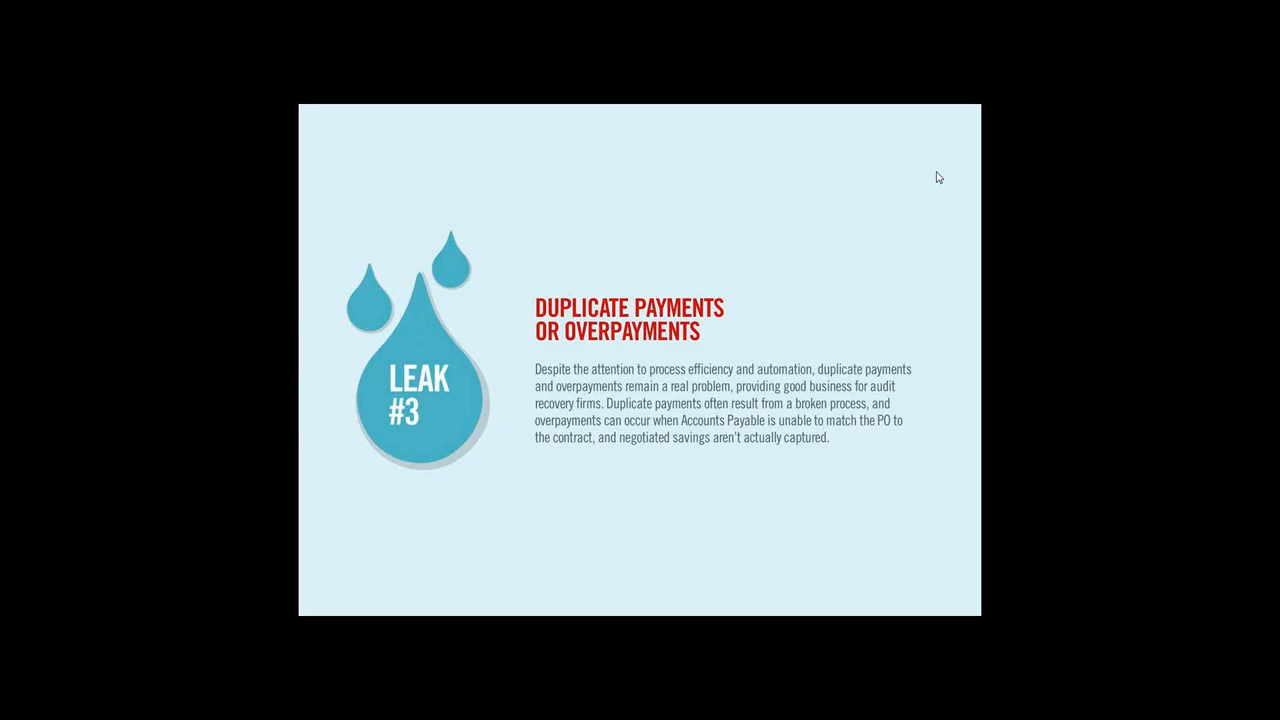 LEAK
#3
DUPLICATE PAYMENTS
OR OVERPAYMENTS
Despite the attention to process efficiency and automation, duplicate payments
and overpayments remain a real problem, providing good business for audit
recovery firms. Duplicate payments often result from a broken process, and
overpayments can occur when Accounts Payable is unable to match the PO to
the contract, and negotiated savings aren’t actually captured.